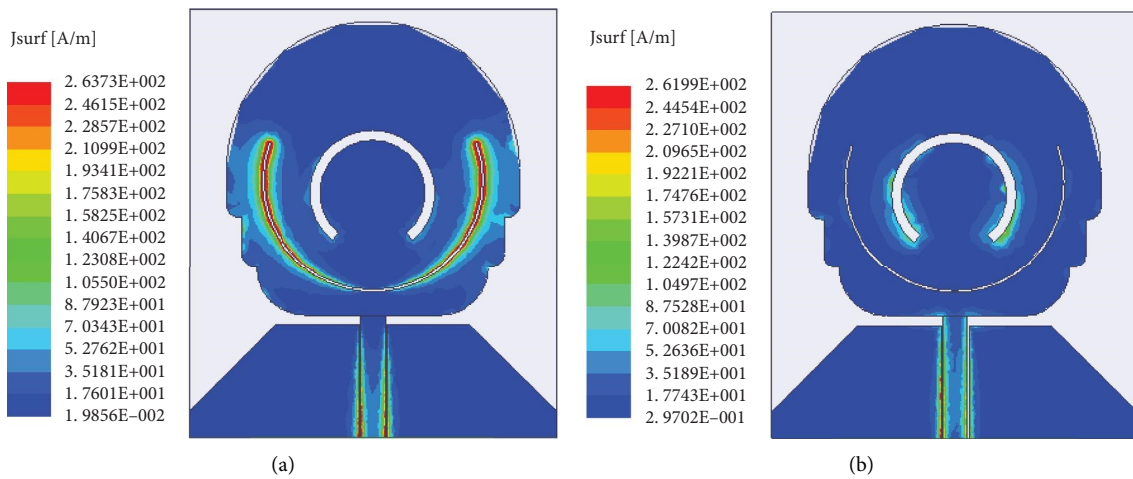 Jsurf [A/m]
2. 6373E+002
2. 4615E+002
2. 2857E+002
2. 1099E+002
1. 9341E+002
1. 7583E+002
1. 5825E+002
1. 4067E+002
1. 2308E+002
1. 0550E+002
8. 7923E+001
7. 0343E+001
5. 2762E+001
3. 5181E+001
1. 7601E+001
1. 9856E–002
(a)
Jsurf [A/m]
2. 6199E+002
2. 4454E+002
2. 2710E+002
2. 0965E+002
1. 9221E+002
1. 7476E+002
1. 5731E+002
1. 3987E+002
1. 2242E+002
1. 0497E+002
8. 7528E+001
7. 0082E+001
5. 2636E+001
3. 5189E+001
1. 7743E+001
2. 9702E–001
(b)